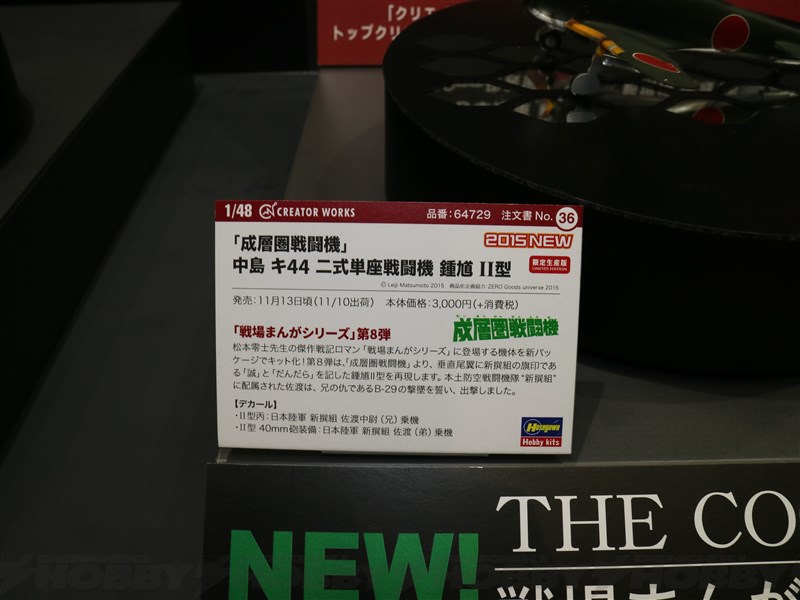 「クリエ
トップクリ
1/48 CREATOR WORKS 品番：64729 注文書 No. 36
2015 NEW
「成層圏戦闘機」
中島 キ44 二式単座戦闘機 鍾馗 II型
限定生産版
LIMITED EDITION
© Leiji Matsumoto 2015 商品化企画協力：ZERO Goods universe 2015
発売：11月13日頃（11/10出荷） 本体価格：3,000円（+消費税）
「戦場まんがシリーズ」第8弾
成層圏戦闘機
松本零士先生の傑作戦記ロマン「戦場まんがシリーズ」に登場する機体を新パッ
ケージでキット化！第8弾は、「成層圏戦闘機」より、垂直尾翼に新撰組の旗印であ
る「誠」と「だんだら」を記した鍾馗II型を再現します。本土防空戦闘機隊“新撰組”
に配属された佐渡は、兄の仇であるB-29の撃墜を誓い、出撃しました。
【デカール】
・II型丙：日本陸軍 新撰組 佐渡中尉（兄）乗機
・II型 40mm砲装備：日本陸軍 新撰組 佐渡（弟）乗機
Hasegawa
Hobby kits
NEW!
THE CO
戦場まんが
HOBBY